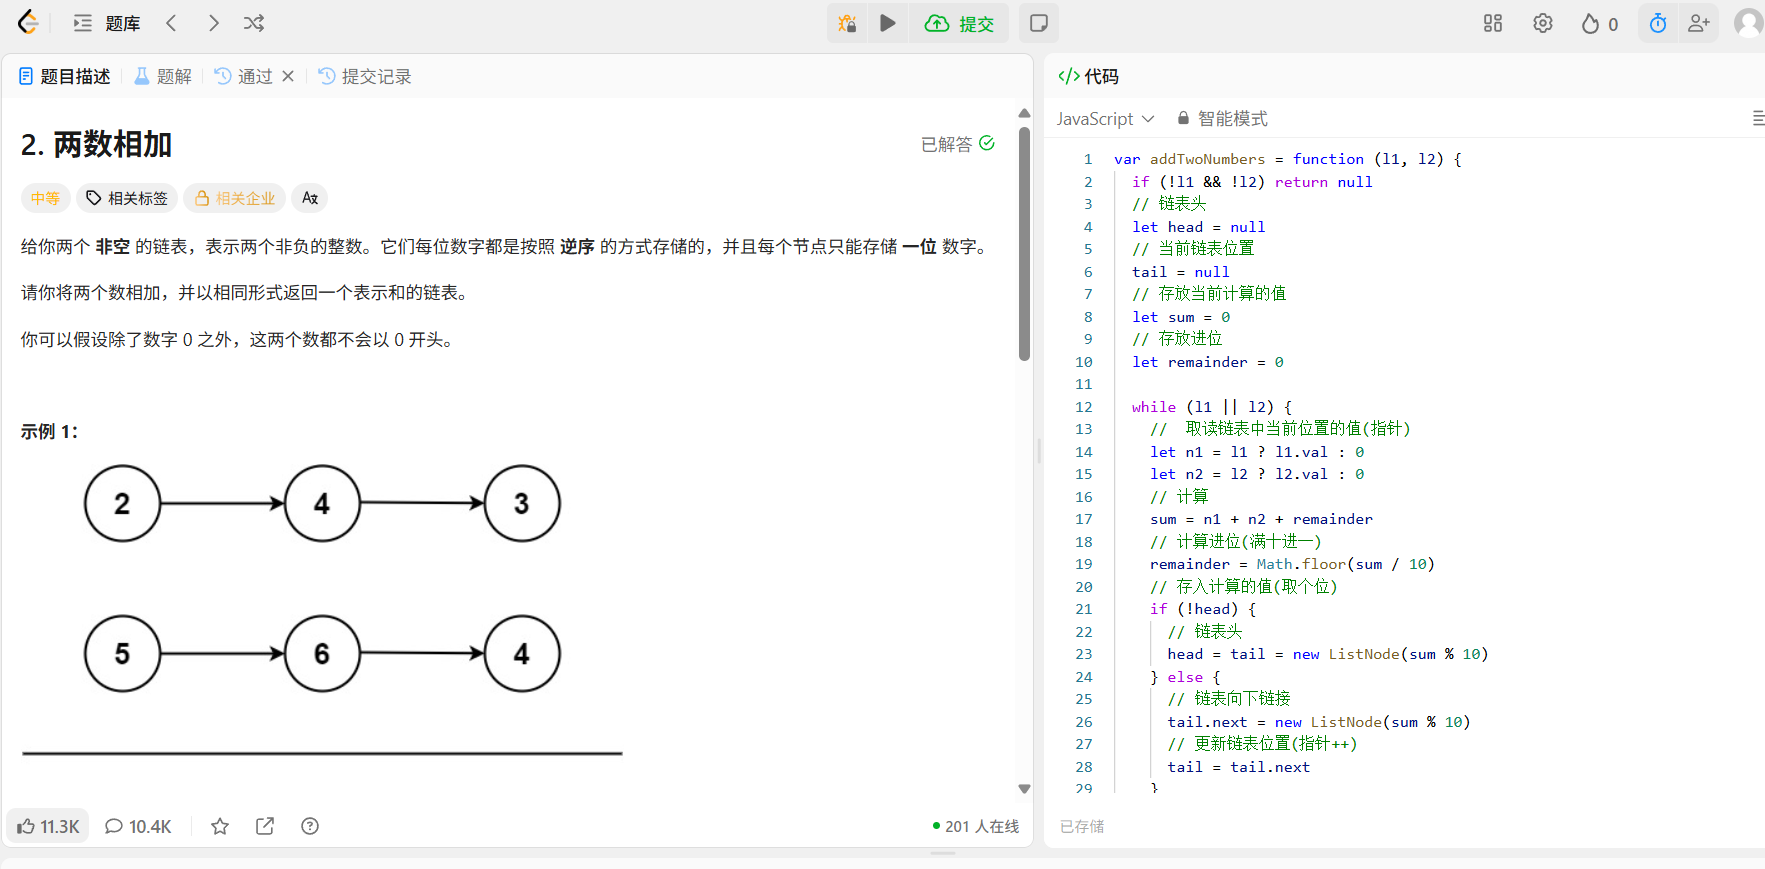 题库
提交
0
题目描述
题解
通过
提交记录
2. 两数相加
已解答
中等
相关标签
相关企业
给你两个 非空 的链表，表示两个非负的整数。它们每位数字都是按照 逆序 的方式存储的，并且每个节点只能存储 一位 数字。
请你将两个数相加，并以相同形式返回一个表示和的链表。
你可以假设除了数字 0 之外，这两个数都不会以 0 开头。
示例 1：
2 4 3
5 6 4
11.3K
10.4K
201 人在线
</> 代码
JavaScript
智能模式
1 var addTwoNumbers = function (l1, l2) {
2 if (!l1 && !l2) return null
3 // 链表头
4 let head = null
5 // 当前链表位置
6 tail = null
7 // 存放当前计算的值
8 let sum = 0
9 // 存放进位
10 let remainder = 0
11
12 while (l1 || l2) {
13 //  取读链表中当前位置的值(指针)
14 let n1 = l1 ? l1.val : 0
15 let n2 = l2 ? l2.val : 0
16 // 计算
17 sum = n1 + n2 + remainder
18 // 计算进位(满十进一)
19 remainder = Math.floor(sum / 10)
20 // 存入计算的值(取个位)
21 if (!head) {
22 // 链表头
23 head = tail = new ListNode(sum % 10)
24 } else {
25 // 链表向下链接
26 tail.next = new ListNode(sum % 10)
27 // 更新链表位置(指针++)
28 tail = tail.next
29 }
已存储